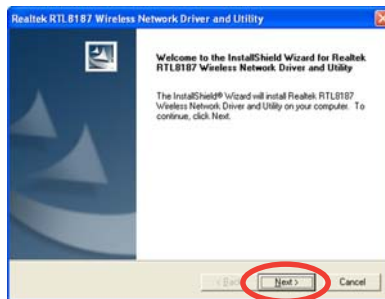 Realtek RTL8187 Wireless Network Driver and Utility
Welcome to the InstallShield Wizard for Realtek
RTL8187 Wireless Network Driver and Utility
The InstallShield® Wizard will install Realtek RTL8187
Wireless Network Driver and Utility on your computer. To
continue, click Next.
< Back
Next >
Cancel